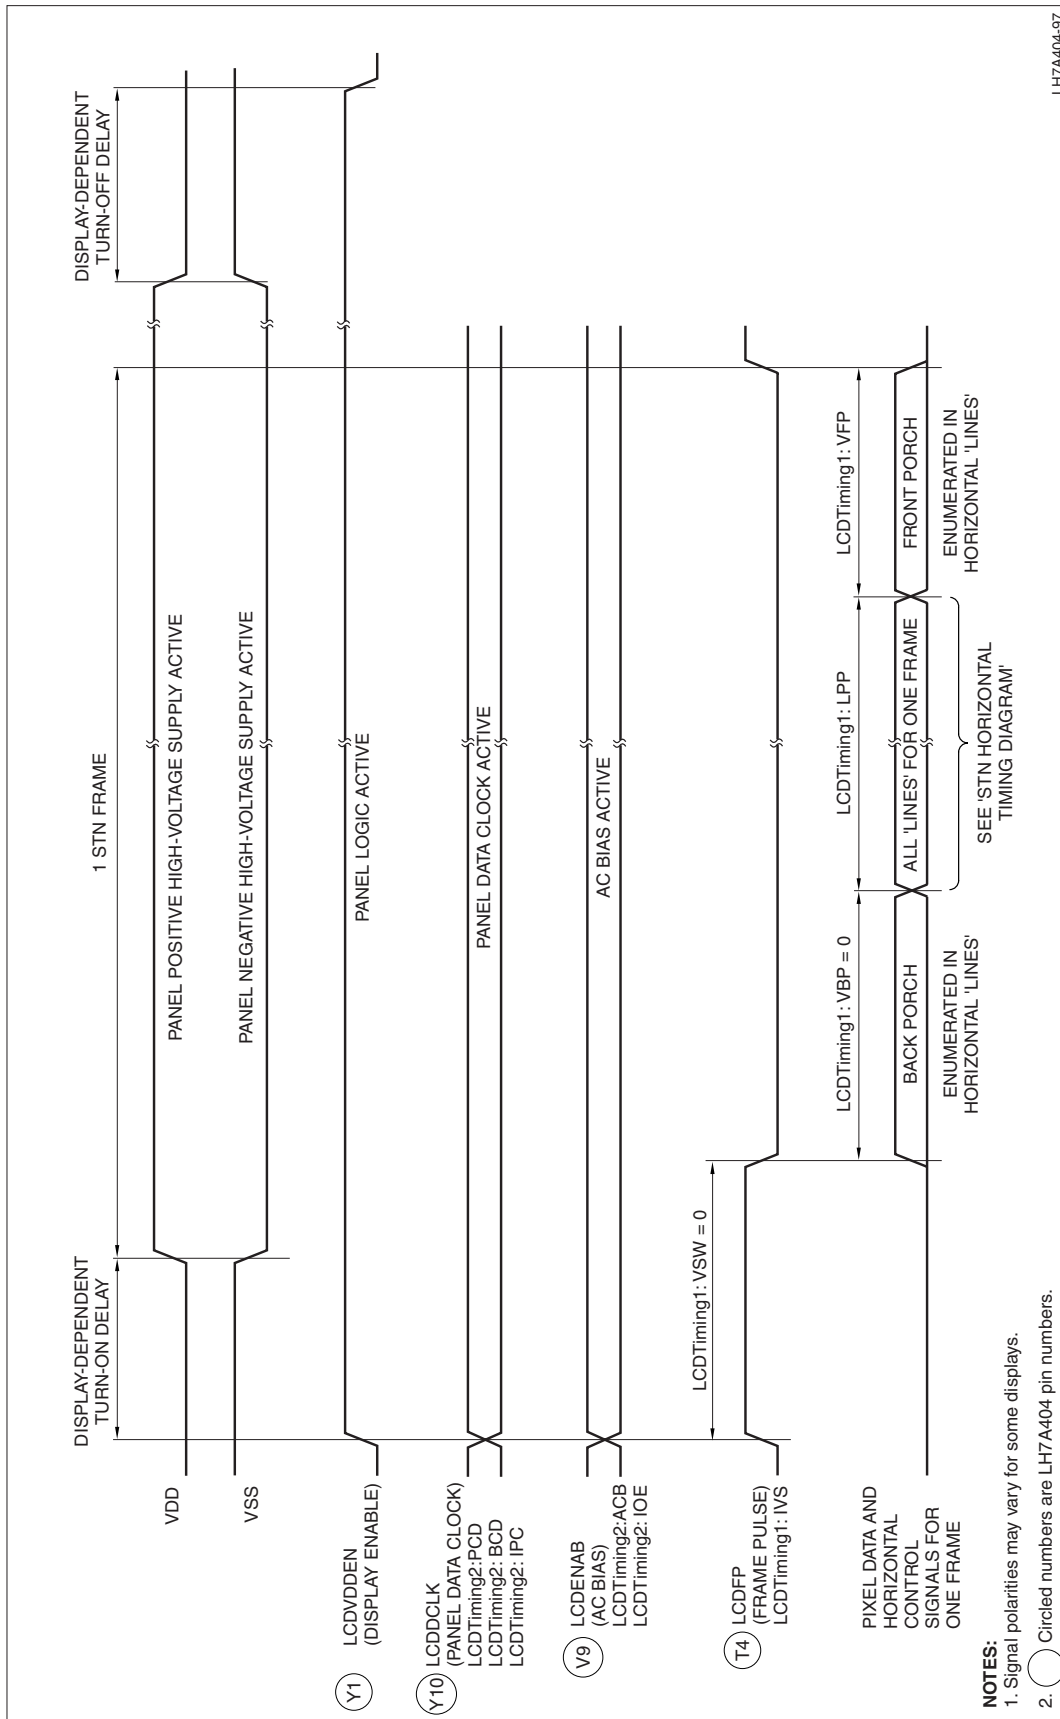 DISPLAY-DEPENDENT
TURN-ON DELAY
1 STN FRAME
DISPLAY-DEPENDENT
TURN-OFF DELAY
VDD
PANEL POSITIVE HIGH-VOLTAGE SUPPLY ACTIVE
VSS
PANEL NEGATIVE HIGH-VOLTAGE SUPPLY ACTIVE
Y1
LCDVDDEN
(DISPLAY ENABLE)
PANEL LOGIC ACTIVE
Y10
LCDDCLK
(PANEL DATA CLOCK)
LCDTiming2:PCD
LCDTiming2: BCD
LCDTiming2: IPC
PANEL DATA CLOCK ACTIVE
V9
LCDENAB
(AC BIAS)
LCDTiming2:ACB
LCDTiming2: IOE
AC BIAS ACTIVE
LCDTiming1: VSW = 0
T4
LCDFP
(FRAME PULSE)
LCDTiming1: IVS
LCDTiming1: VBP = 0
LCDTiming1: LPP
LCDTiming1: VFP
PIXEL DATA AND
HORIZONTAL
CONTROL
SIGNALS FOR
ONE FRAME
BACK PORCH
ALL 'LINES' FOR ONE FRAME
FRONT PORCH
ENUMERATED IN
HORIZONTAL 'LINES'
SEE 'STN HORIZONTAL
TIMING DIAGRAM'
ENUMERATED IN
HORIZONTAL 'LINES'
NOTES:
1. Signal polarities may vary for some displays.
2. Circled numbers are LH7A404 pin numbers.
LH7A404-97